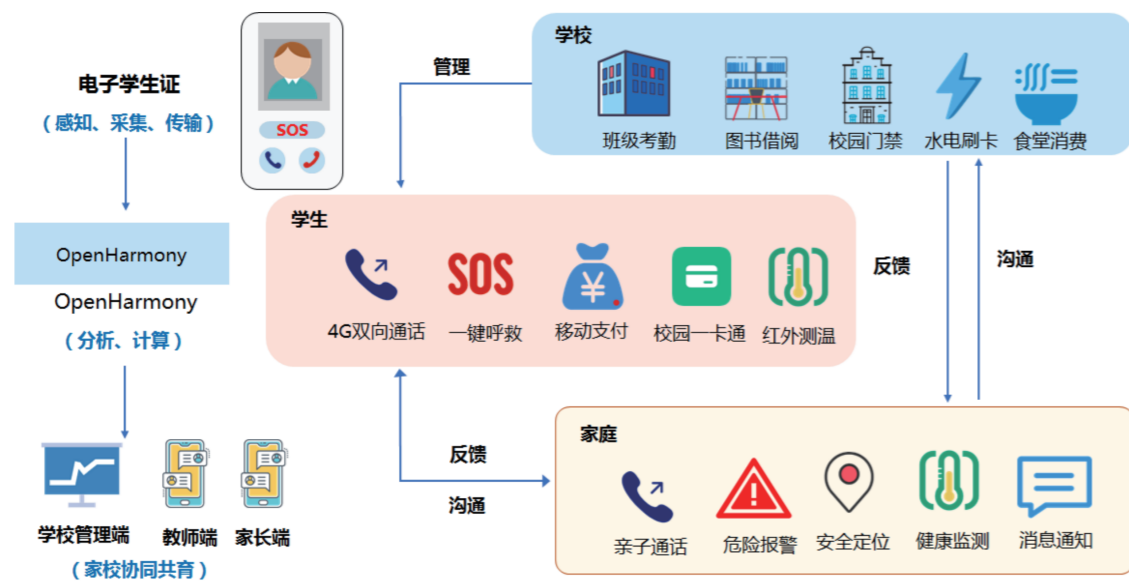 电子学生证
（感知、采集、传输）
OpenHarmony
OpenHarmony
（分析、计算）
学校管理端
教师端
家长端
（家校协同共育）
SOS
管理
学校
班级考勤
图书借阅
校园门禁
水电刷卡
食堂消费
学生
SOS
¥
4G双向通话
一键呼救
移动支付
校园一卡通
红外测温
反馈
沟通
反馈
沟通
家庭
亲子通话
危险报警
安全定位
健康监测
消息通知